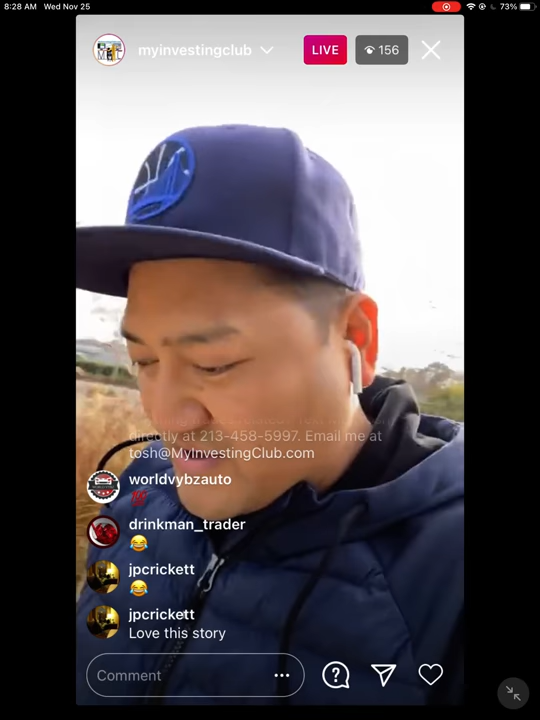 8:28 AM Wed Nov 25
73%
myinvestingclub
LIVE
156
directly at 213-458-5997. Email me at
tosh@MyInvestingClub.com
worldvybzauto
💯
drinkman_trader
😂
jpcrickett
😂
jpcrickett
Love this story
Comment